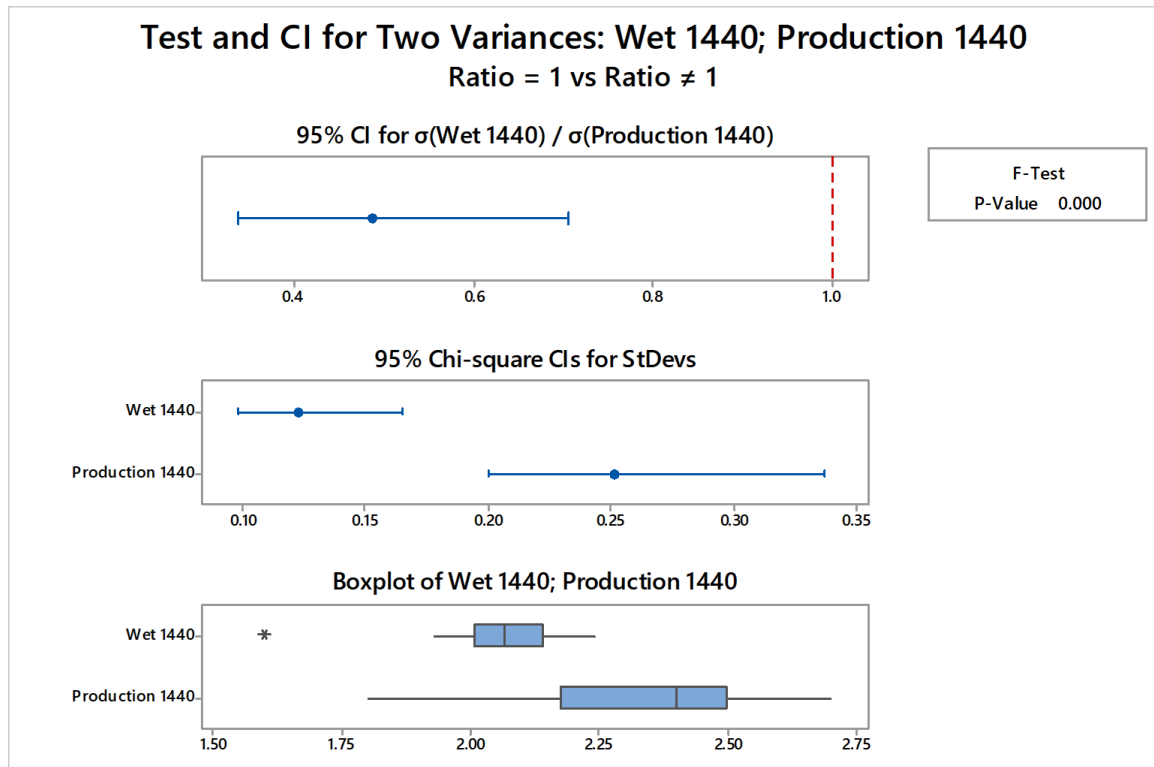 Test and CI for Two Variances: Wet 1440; Production 1440
Ratio = 1 vs Ratio ≠ 1
95% CI for σ(Wet 1440) / σ(Production 1440)
F-Test
P-Value 0.000
0.4 0.6 0.8 1.0
95% Chi-square CIs for StDevs
Wet 1440
Production 1440
0.10 0.15 0.20 0.25 0.30 0.35
Boxplot of Wet 1440; Production 1440
Wet 1440
Production 1440
1.50 1.75 2.00 2.25 2.50 2.75